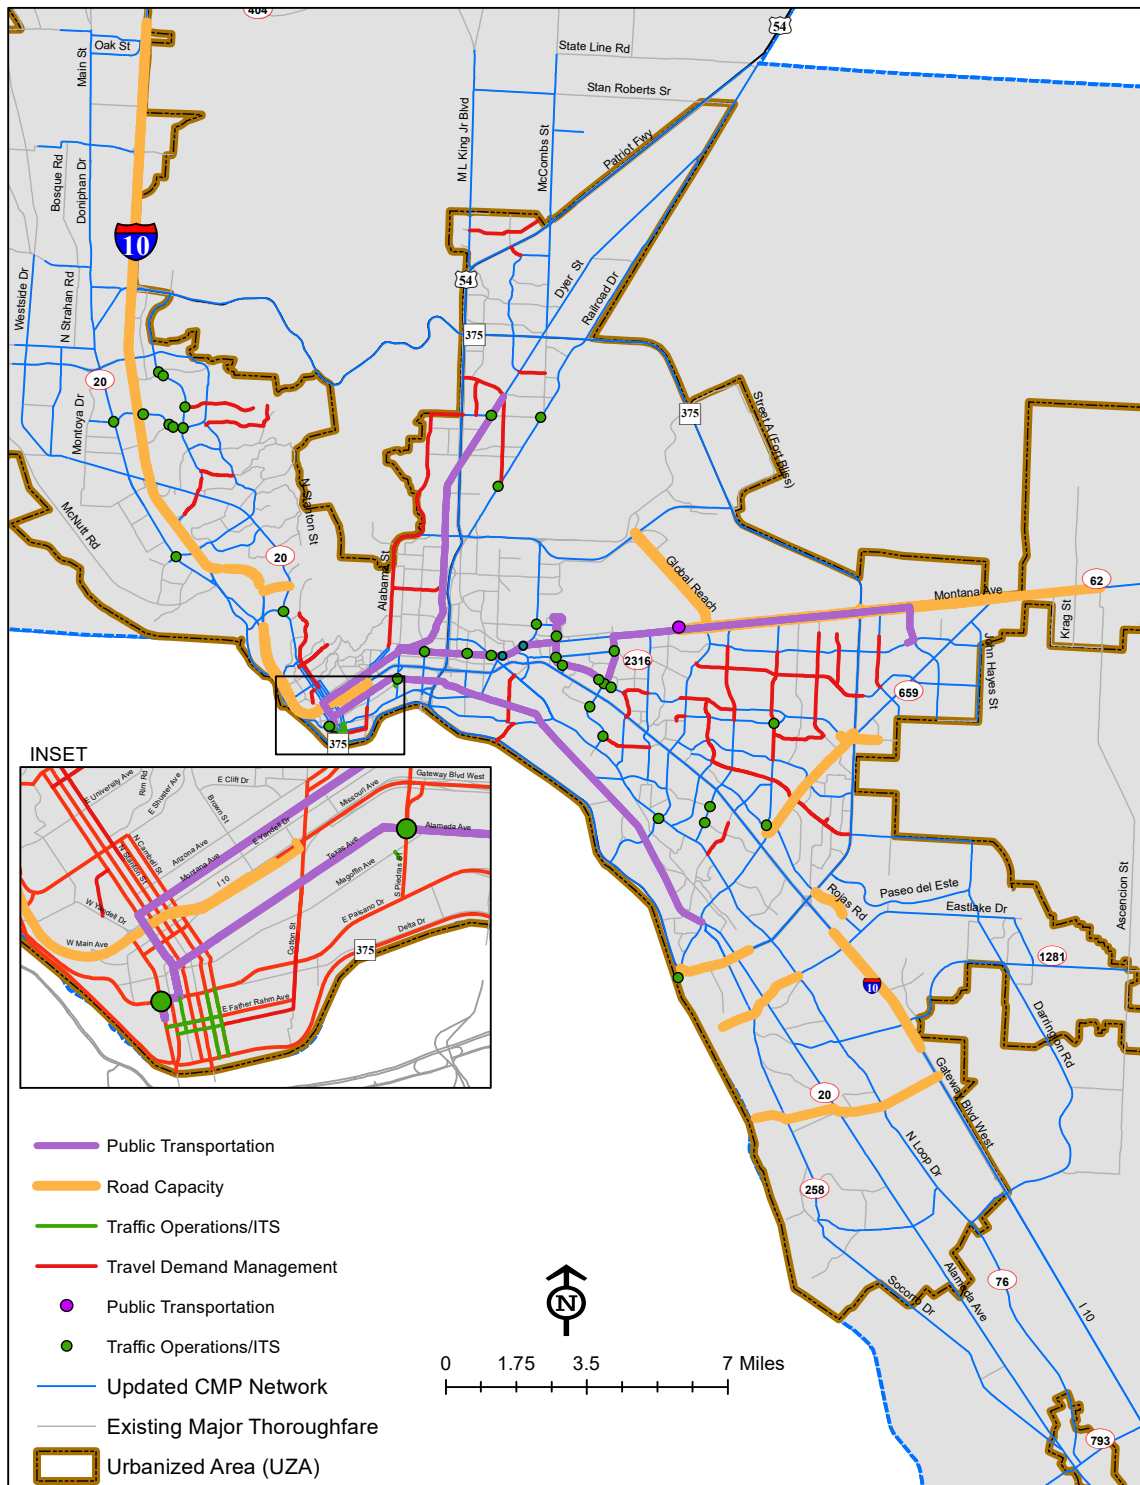 404
54
Oak St
Main St
State Line Rd
Stan Roberts Sr
M L King Jr Blvd
McCombs St
Patriot Fwy
Bosque Rd
Doniphan Dr
10
Westside Dr
N Strahan Rd
54
Dyer St
Railroad Dr
375
20
375
Montoya Dr
Street A (Fort Bliss)
N Stanton St
McNutt Rd
20
Alabama St
Global Reach
62
Montana Ave
Krag St
2316
John Hayes St
659
375
INSET
E University Ave
Rim Rd
E Shuster Ave
E Cliff Dr
Brown St
Gateway Blvd West
Missouri Ave
N Cambell St
N Stanton St
Arizona Ave
Montana Ave
E Yandell Dr
Texas Ave
Alameda Ave
Magoffin Ave
I 10
S Piedras St
W Yandell Dr
E Paisano Dr
Delta Dr
W Main Ave
Cotton St
375
E Father Rahm Ave
Rojas Rd
Paseo del Este
Eastlake Dr
Ascencion St
1281
10
Darrington Rd
Gateway Blvd West
20
N Loop Dr
258
Socorro Dr
Alameda Ave
76
I 10
793
Public Transportation
Road Capacity
Traffic Operations/ITS
Travel Demand Management
Public Transportation
Traffic Operations/ITS
Updated CMP Network
Existing Major Thoroughfare
Urbanized Area (UZA)
N
0 1.75 3.5 7 Miles